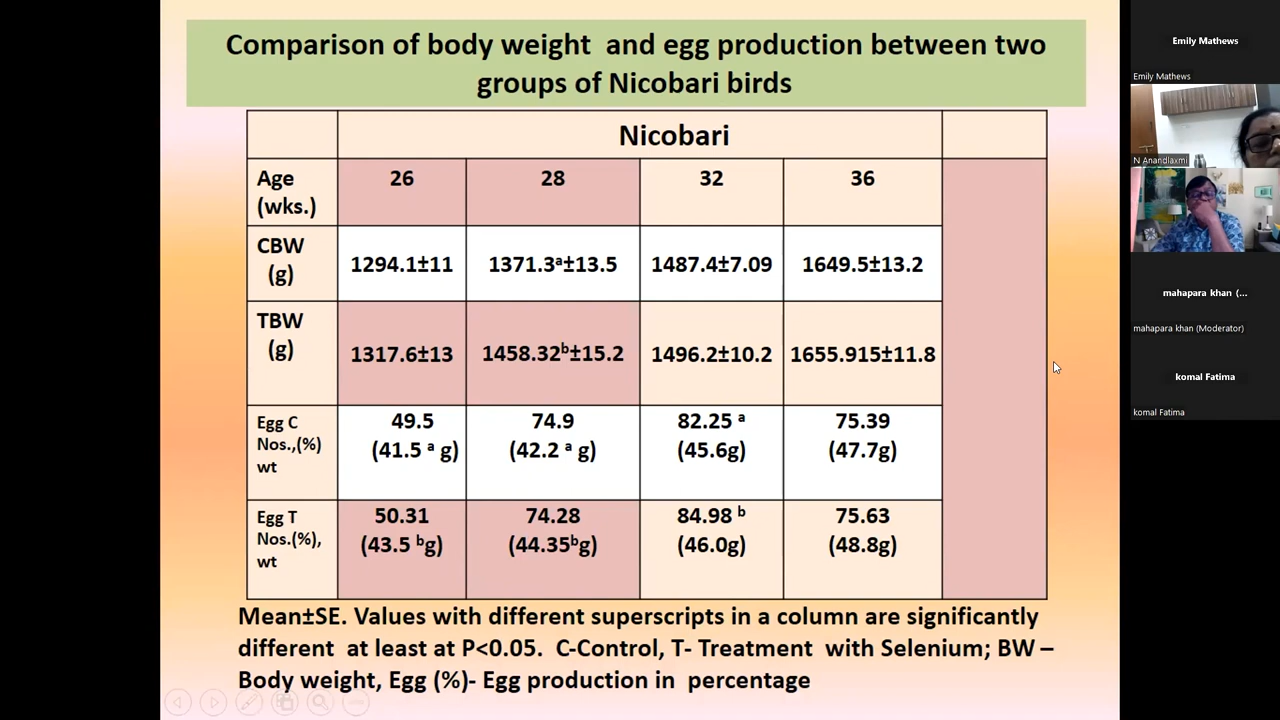 Comparison of body weight and egg production between two
groups of Nicobari birds
Nicobari
Age
(wks.)
26
28
32
36
CBW
(g)
1294.1±11
1371.3ᵃ±13.5
1487.4±7.09
1649.5±13.2
TBW
(g)
1317.6±13
1458.32ᵇ±15.2
1496.2±10.2
1655.915±11.8
Egg C
Nos.,(%)
wt
49.5
(41.5 ᵃ g)
74.9
(42.2 ᵃ g)
82.25 ᵃ
(45.6g)
75.39
(47.7g)
Egg T
Nos.(%),
wt
50.31
(43.5 ᵇg)
74.28
(44.35ᵇg)
84.98 ᵇ
(46.0g)
75.63
(48.8g)
Mean±SE. Values with different superscripts in a column are significantly
different at least at P<0.05. C-Control, T- Treatment with Selenium; BW –
Body weight, Egg (%)- Egg production in percentage
Emily Mathews
Emily Mathews
N Anandlaxmi
mahapara khan (...
mahapara khan (Moderator)
komal Fatima
komal Fatima